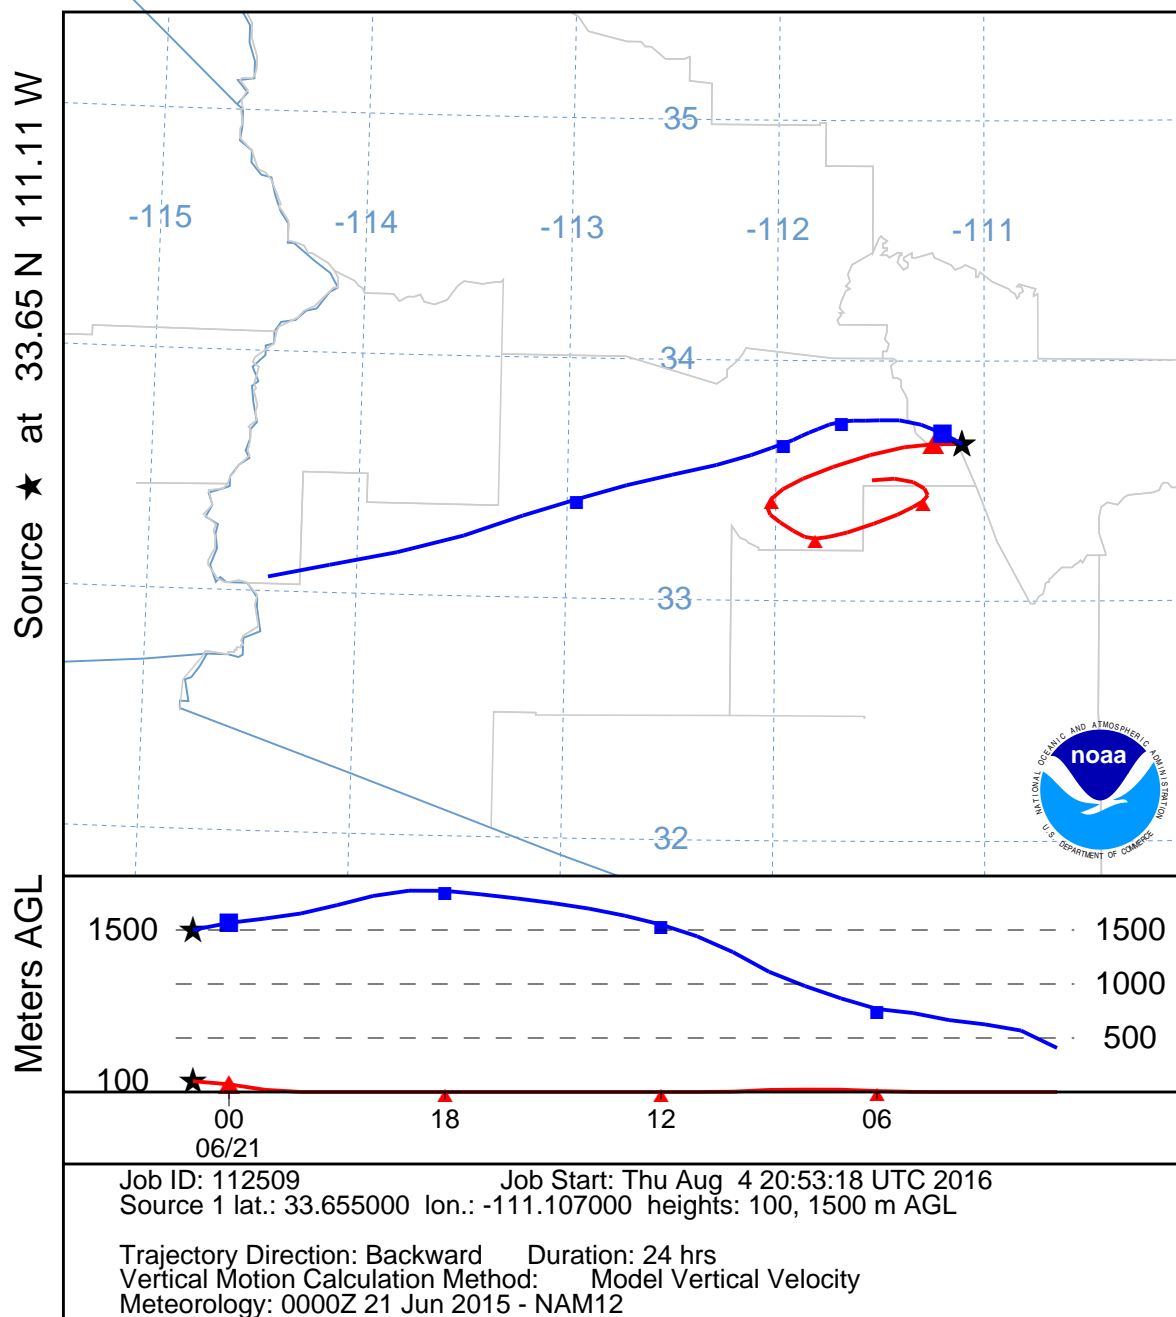 Source ★ at 33.65 N 111.11 W
35
-115
-114
-113
-112
-111
34
33
32
NATIONAL OCEANIC AND ATMOSPHERIC ADMINISTRATION
noaa
U.S. DEPARTMENT OF COMMERCE
Meters AGL
1500
1500
1000
500
100
00
18
12
06
06/21
Job ID: 112509 Job Start: Thu Aug 4 20:53:18 UTC 2016
Source 1 lat.: 33.655000 lon.: -111.107000 heights: 100, 1500 m AGL
Trajectory Direction: Backward Duration: 24 hrs
Vertical Motion Calculation Method: Model Vertical Velocity
Meteorology: 0000Z 21 Jun 2015 - NAM12